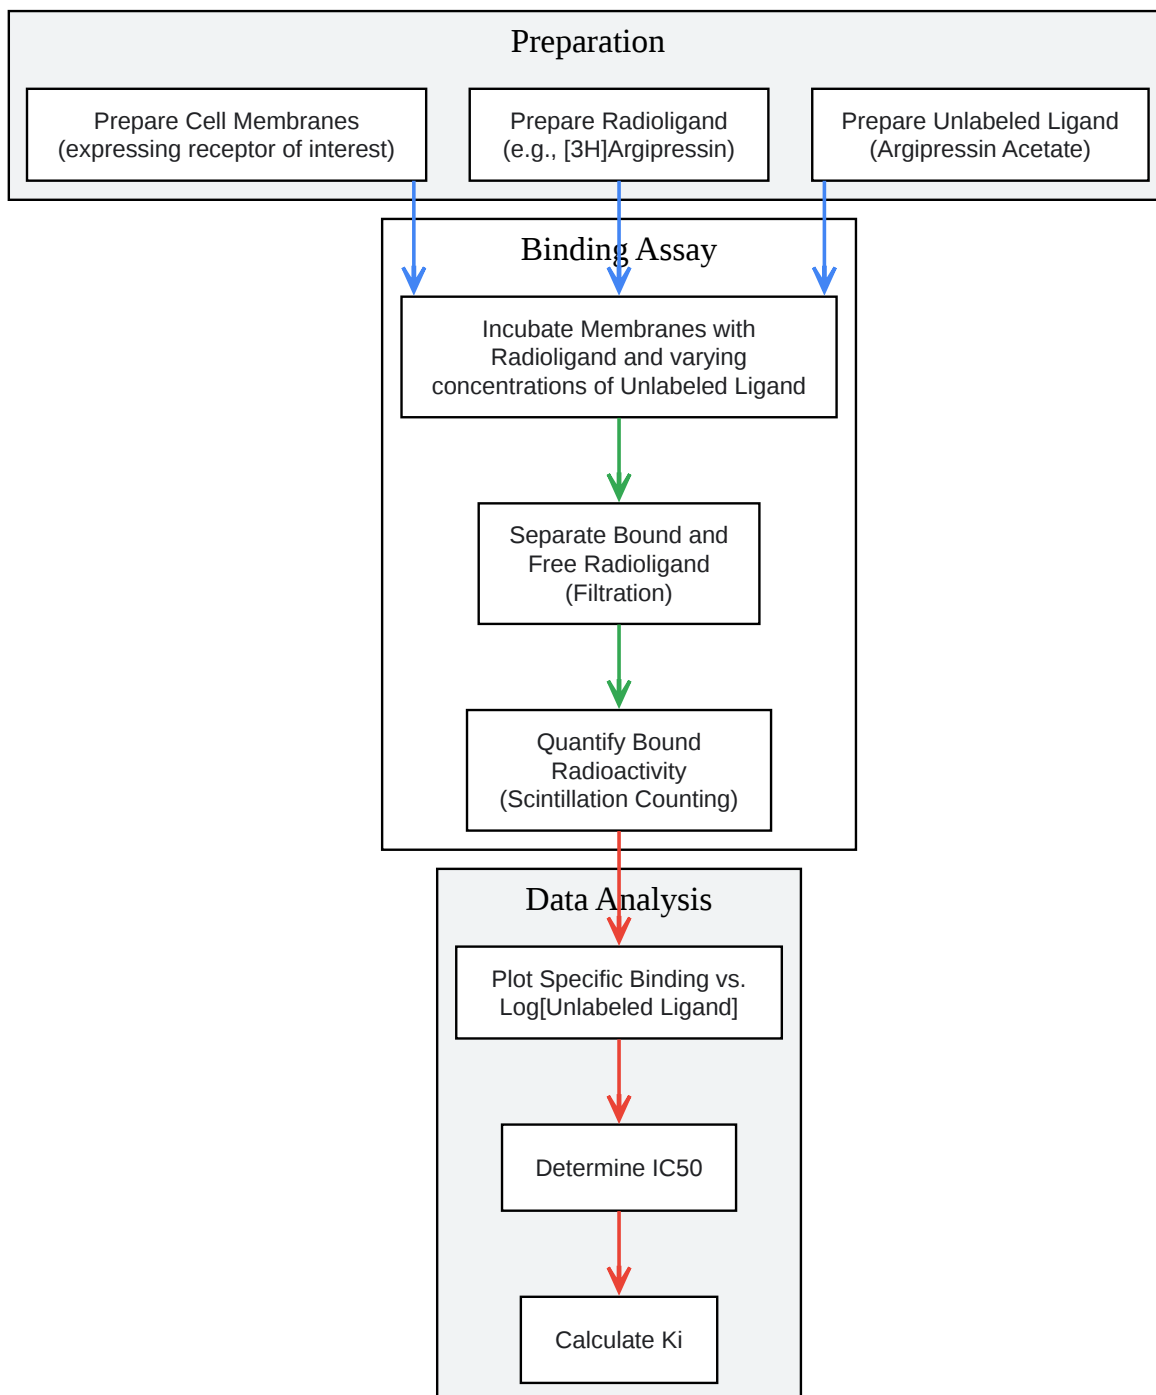 Preparation
Prepare Cell Membranes
(expressing receptor of interest)
Prepare Radioligand
(e.g., [3H]Argipressin)
Prepare Unlabeled Ligand
(Argipressin Acetate)
Binding Assay
Incubate Membranes with
Radioligand and varying
concentrations of Unlabeled Ligand
Separate Bound and
Free Radioligand
(Filtration)
Quantify Bound
Radioactivity
(Scintillation Counting)
Data Analysis
Plot Specific Binding vs.
Log[Unlabeled Ligand]
Determine IC50
Calculate Ki